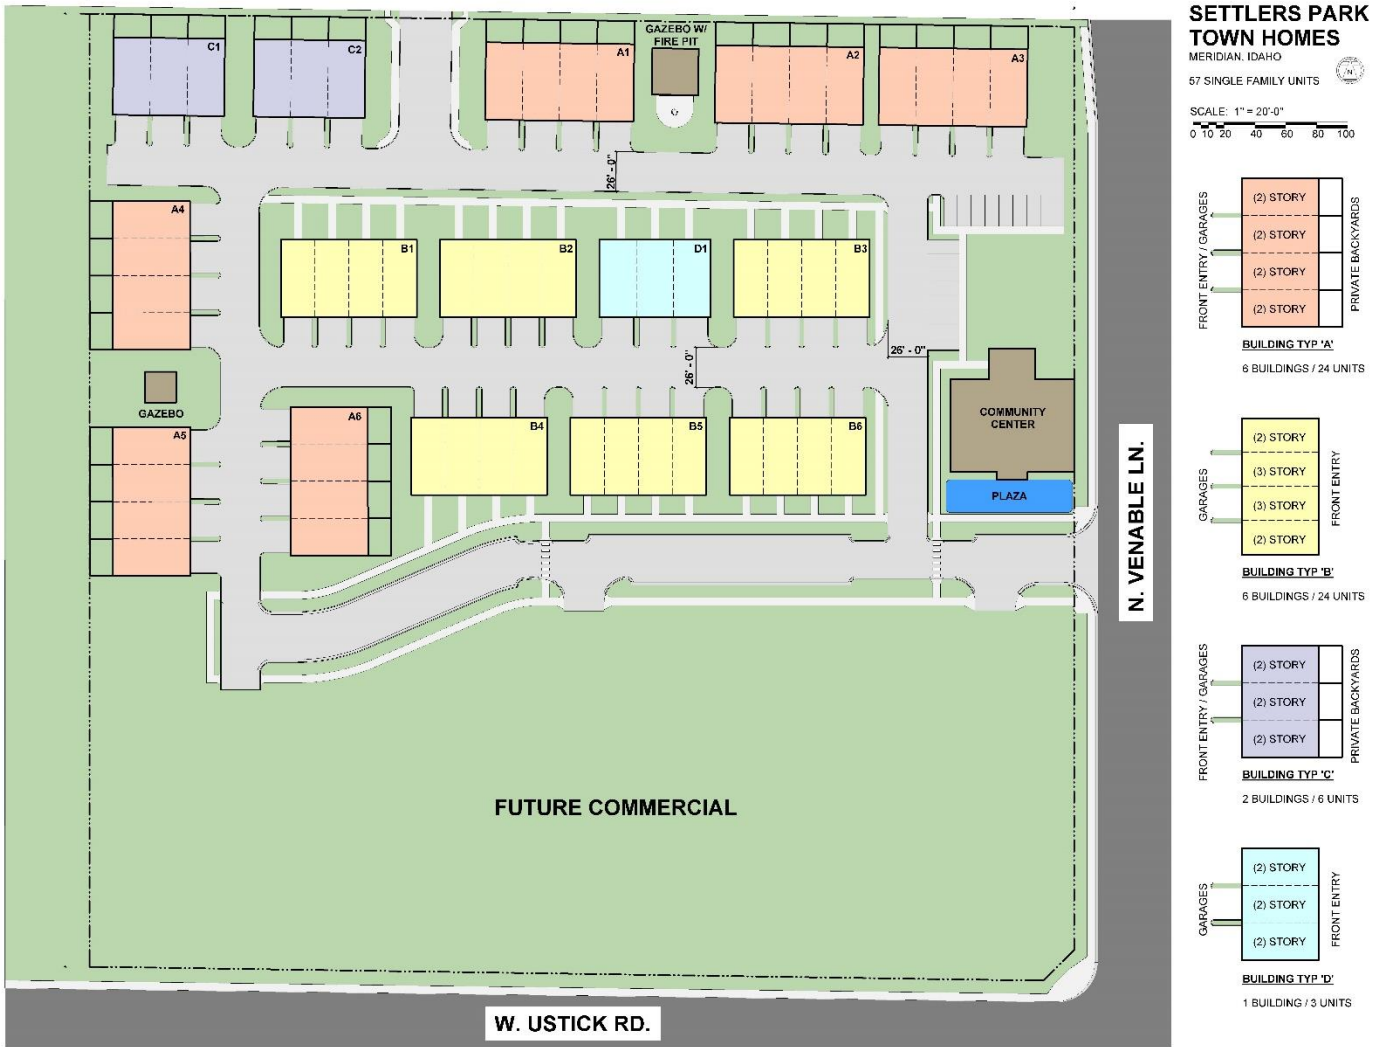 SETTLERS PARK
TOWN HOMES
MERIDIAN, IDAHO
57 SINGLE FAMILY UNITS
N
SCALE: 1" = 20'-0"
0 10 20 40 60 80 100
C1
C2
A1
GAZEBO W/
FIRE PIT
A2
A3
26' - 0"
A4
B1
B2
D1
B3
26' - 0"
26' - 0"
GAZEBO
A5
A6
B4
B5
B6
COMMUNITY
CENTER
PLAZA
N. VENABLE LN.
FUTURE COMMERCIAL
W. USTICK RD.
FRONT ENTRY / GARAGES
(2) STORY
(2) STORY
(2) STORY
(2) STORY
PRIVATE BACKYARDS
BUILDING TYP 'A'
6 BUILDINGS / 24 UNITS
GARAGES
(2) STORY
(3) STORY
(3) STORY
(2) STORY
FRONT ENTRY
BUILDING TYP 'B'
6 BUILDINGS / 24 UNITS
FRONT ENTRY / GARAGES
(2) STORY
(2) STORY
(2) STORY
PRIVATE BACKYARDS
BUILDING TYP 'C'
2 BUILDINGS / 6 UNITS
GARAGES
(2) STORY
(2) STORY
(2) STORY
FRONT ENTRY
BUILDING TYP 'D'
1 BUILDING / 3 UNITS